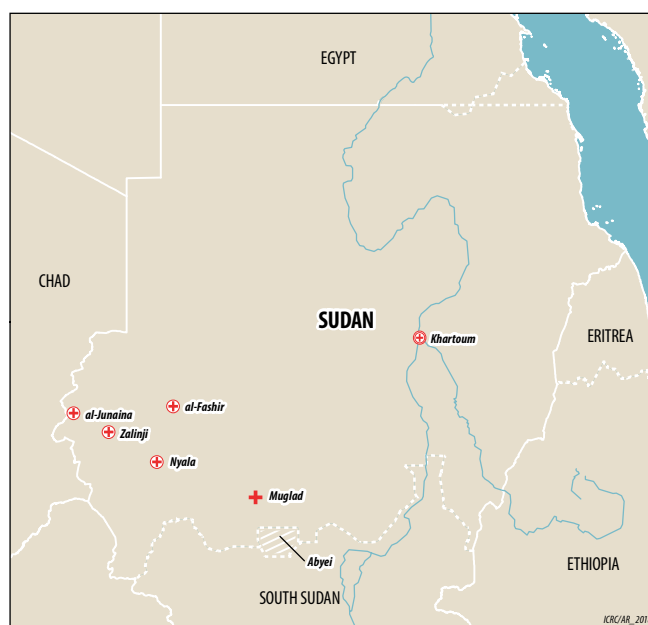 EGYPT
CHAD
SUDAN
Khartoum
ERITREA
al-Fashir
al-Junaina
Zalinji
Nyala
Muglad
Abyei
ETHIOPIA
SOUTH SUDAN